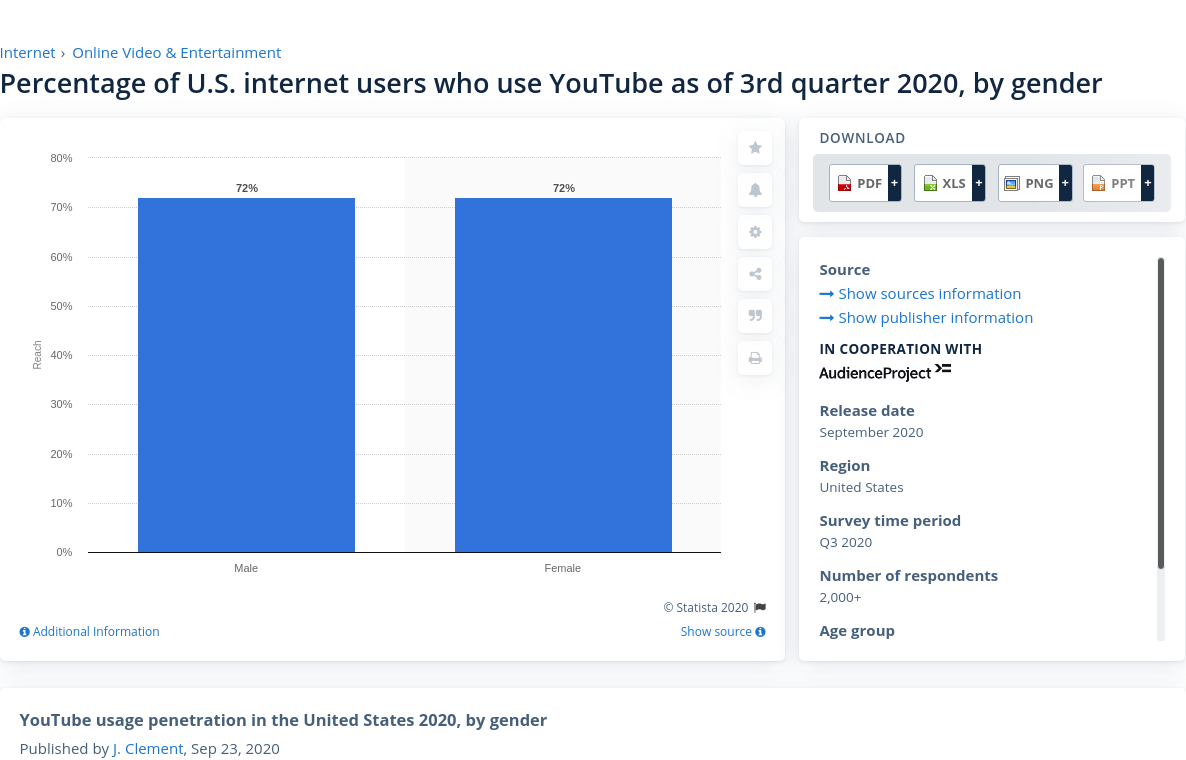 Internet › Online Video & Entertainment
Percentage of U.S. internet users who use YouTube as of 3rd quarter 2020, by gender
80%
70%
60%
50%
40%
30%
20%
10%
0%
Reach
72%
72%
Male
Female
© Statista 2020
Additional Information
Show source
DOWNLOAD
PDF + XLS + PNG + PPT +
Source
Show sources information
Show publisher information
IN COOPERATION WITH
AudienceProject
Release date
September 2020
Region
United States
Survey time period
Q3 2020
Number of respondents
2,000+
Age group
YouTube usage penetration in the United States 2020, by gender
Published by J. Clement, Sep 23, 2020